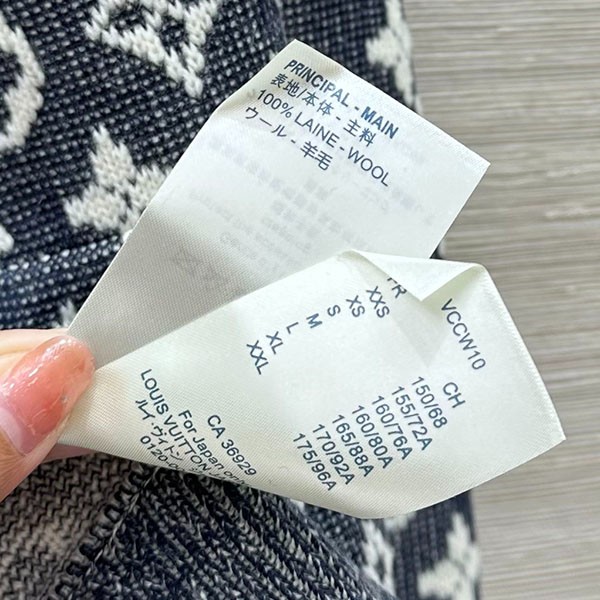 PRINCIPAL - MAIN
表地/本体 - 主料
100% LAINE - WOOL
ウール - 羊毛
VCCW10
CH
XXS 150/68
XS 155/72A
S 160/76A
M 160/80A
L 165/88A
XL 170/92A
XXL 175/96A
CA 36929
For Japan only
LOUIS VUITTON
ルイ・ヴィトン
0120-0